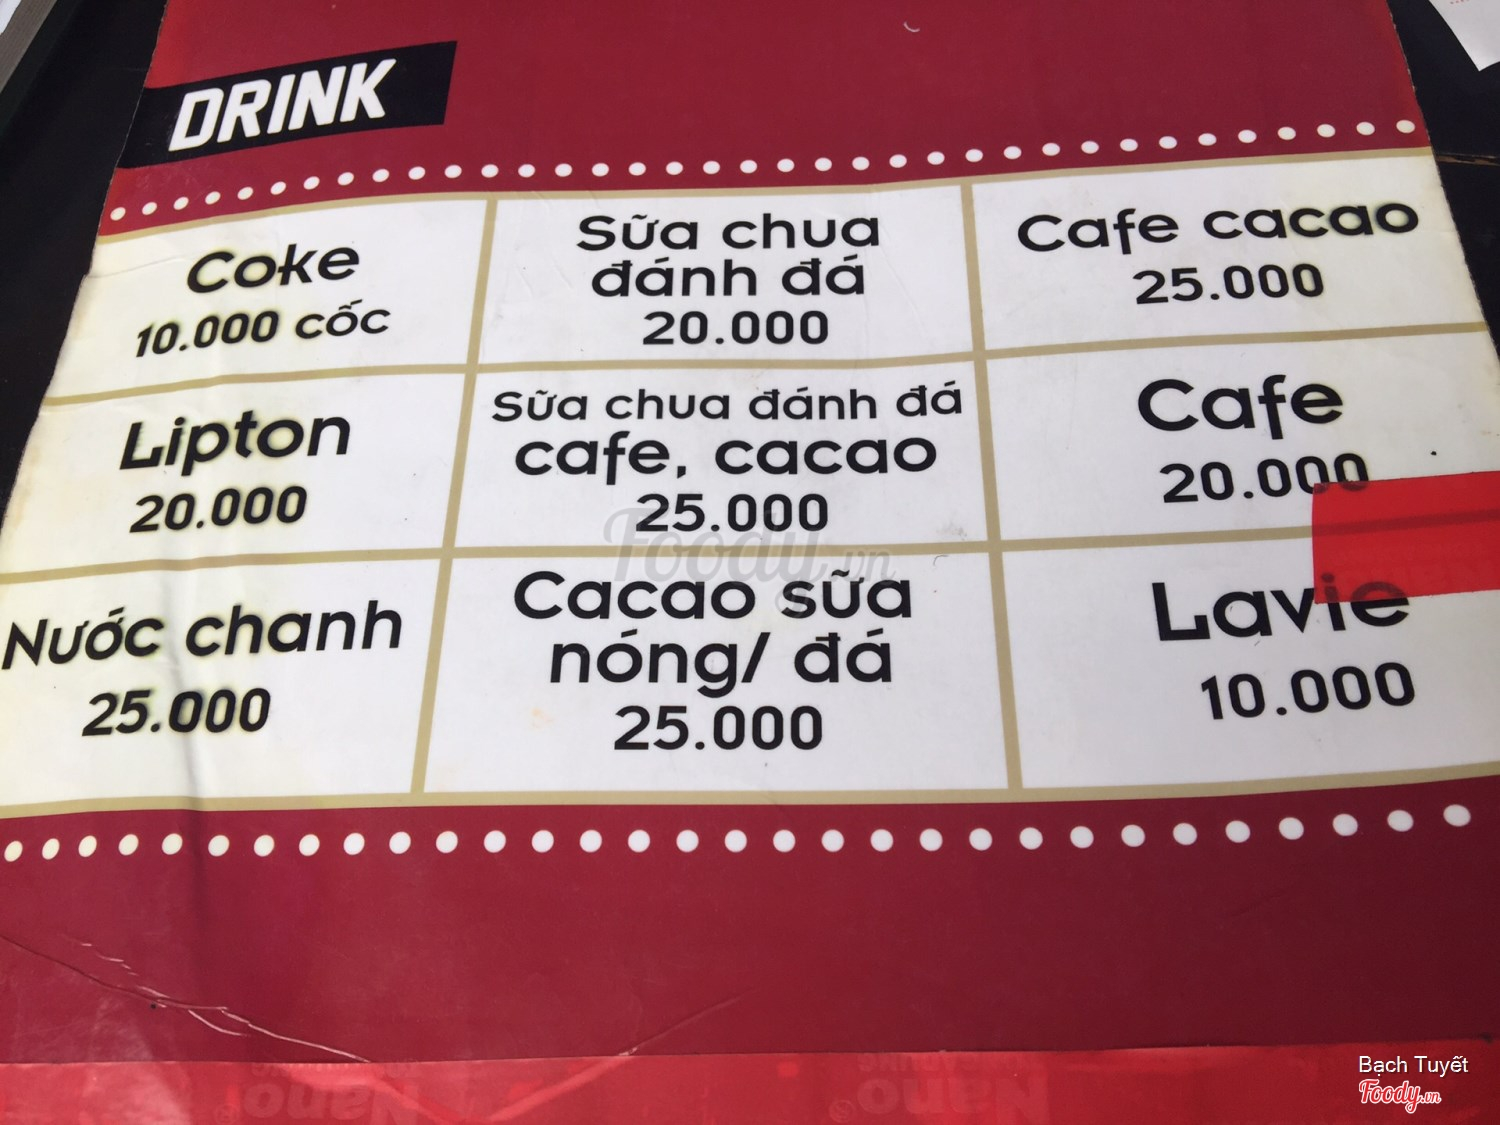 DRINK
Coke
10.000 cốc
Sữa chua
đánh đá
20.000
Cafe cacao
25.000
Lipton
20.000
Sữa chua đánh đá
cafe, cacao
25.000
Cafe
20.000
Nước chanh
25.000
Cacao sữa
nóng/ đá
25.000
Lavie
10.000
Foody.vn
Nano
Nano
Bạch Tuyết
Foody.vn